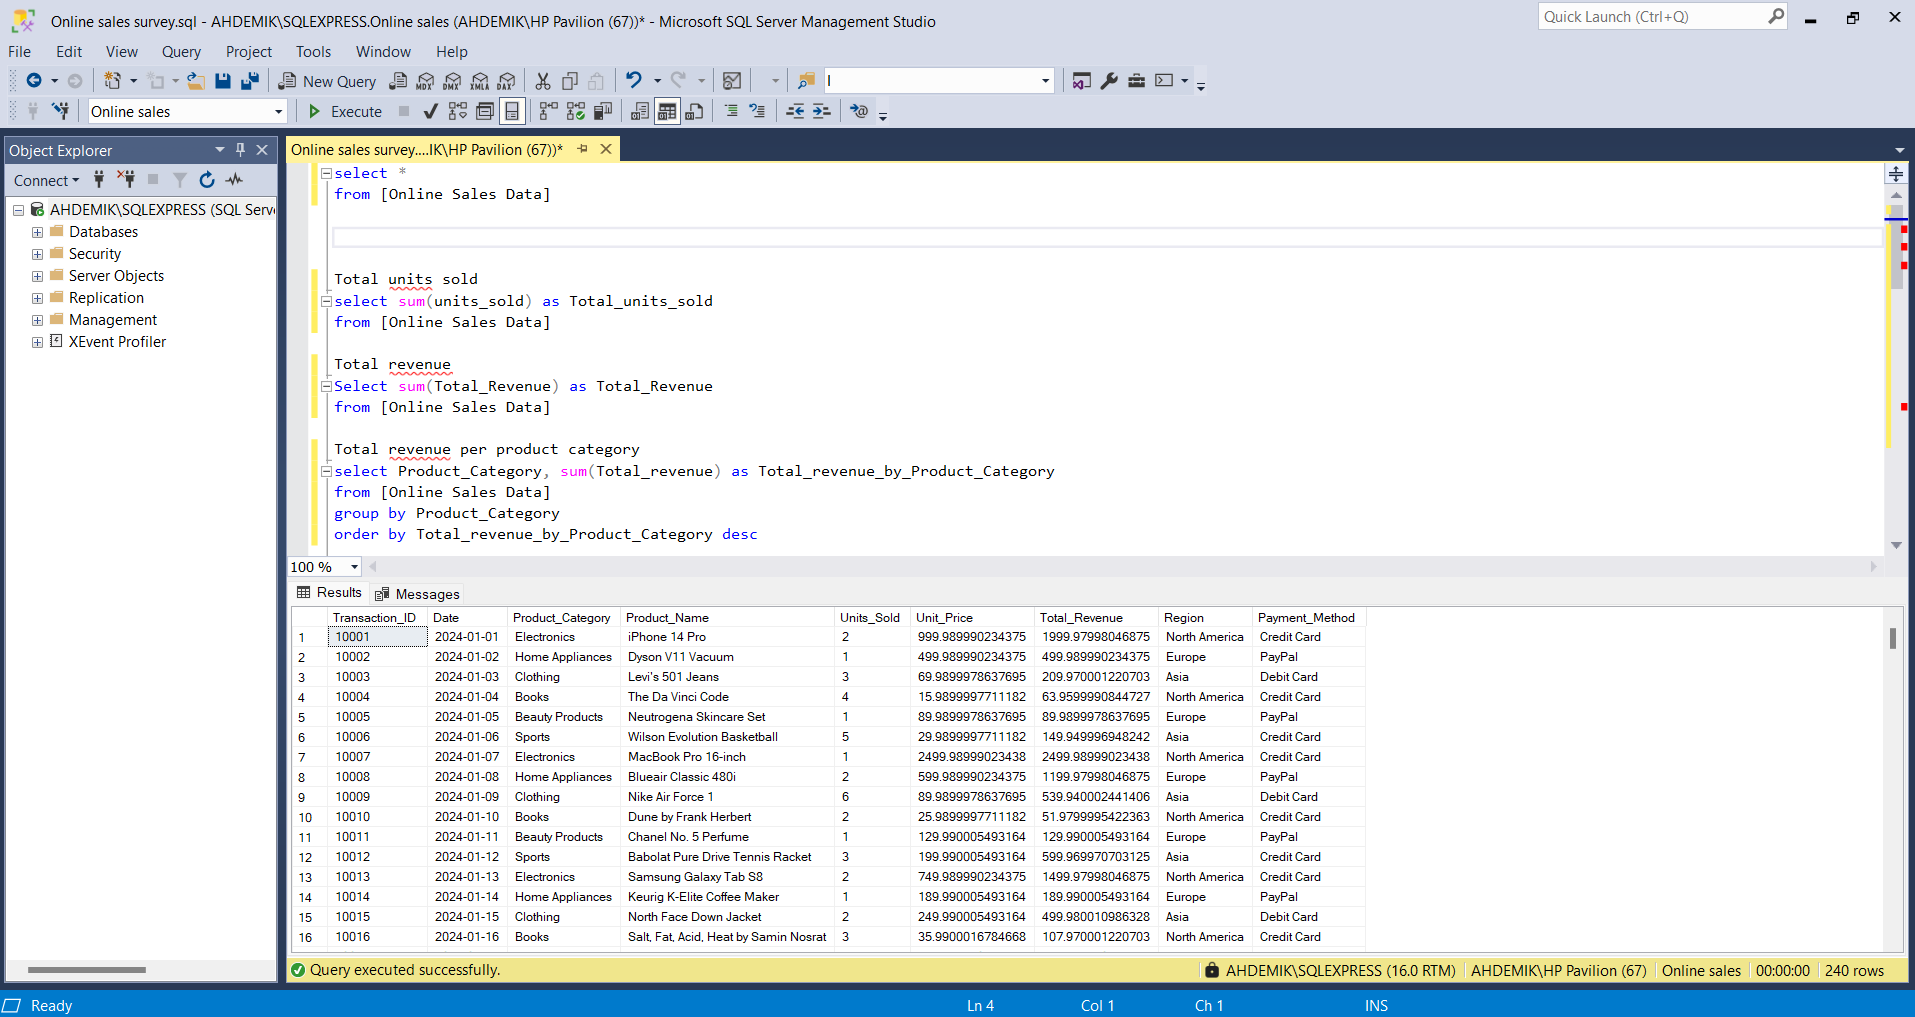 Online sales survey.sql - AHDEMIK\SQLEXPRESS.Online sales (AHDEMIK\HP Pavilion (67))* - Microsoft SQL Server Management Studio
Quick Launch (Ctrl+Q)
File Edit View Query Project Tools Window Help
New Query MDX DMX XMLA DAX I
Online sales Execute
Object Explorer
Connect
AHDEMIK\SQLEXPRESS (SQL Serve
Databases
Security
Server Objects
Replication
Management
XEvent Profiler
Online sales survey....IK\HP Pavilion (67))*
select *
from [Online Sales Data]
Total units sold
select sum(units_sold) as Total_units_sold
from [Online Sales Data]
Total revenue
Select sum(Total_Revenue) as Total_Revenue
from [Online Sales Data]
Total revenue per product category
select Product_Category, sum(Total_revenue) as Total_revenue_by_Product_Category
from [Online Sales Data]
group by Product_Category
order by Total_revenue_by_Product_Category desc
100 %
Results Messages
Transaction_ID Date Product_Category Product_Name Units_Sold Unit_Price Total_Revenue Region Payment_Method
1 10001 2024-01-01 Electronics iPhone 14 Pro 2 999.989990234375 1999.97998046875 North America Credit Card
2 10002 2024-01-02 Home Appliances Dyson V11 Vacuum 1 499.989990234375 499.989990234375 Europe PayPal
3 10003 2024-01-03 Clothing Levi's 501 Jeans 3 69.9899978637695 209.970001220703 Asia Debit Card
4 10004 2024-01-04 Books The Da Vinci Code 4 15.9899997711182 63.9599990844727 North America Credit Card
5 10005 2024-01-05 Beauty Products Neutrogena Skincare Set 1 89.9899978637695 89.9899978637695 Europe PayPal
6 10006 2024-01-06 Sports Wilson Evolution Basketball 5 29.9899997711182 149.949996948242 Asia Credit Card
7 10007 2024-01-07 Electronics MacBook Pro 16-inch 1 2499.98999023438 2499.98999023438 North America Credit Card
8 10008 2024-01-08 Home Appliances Blueair Classic 480i 2 599.989990234375 1199.97998046875 Europe PayPal
9 10009 2024-01-09 Clothing Nike Air Force 1 6 89.9899978637695 539.940002441406 Asia Debit Card
10 10010 2024-01-10 Books Dune by Frank Herbert 2 25.9899997711182 51.9799995422363 North America Credit Card
11 10011 2024-01-11 Beauty Products Chanel No. 5 Perfume 1 129.990005493164 129.990005493164 Europe PayPal
12 10012 2024-01-12 Sports Babolat Pure Drive Tennis Racket 3 199.990005493164 599.969970703125 Asia Credit Card
13 10013 2024-01-13 Electronics Samsung Galaxy Tab S8 2 749.989990234375 1499.97998046875 North America Credit Card
14 10014 2024-01-14 Home Appliances Keurig K-Elite Coffee Maker 1 189.990005493164 189.990005493164 Europe PayPal
15 10015 2024-01-15 Clothing North Face Down Jacket 2 249.990005493164 499.980010986328 Asia Debit Card
16 10016 2024-01-16 Books Salt, Fat, Acid, Heat by Samin Nosrat 3 35.9900016784668 107.970001220703 North America Credit Card
Query executed successfully. AHDEMIK\SQLEXPRESS (16.0 RTM) AHDEMIK\HP Pavilion (67) Online sales 00:00:00 240 rows
Ready Ln 4 Col 1 Ch 1 INS